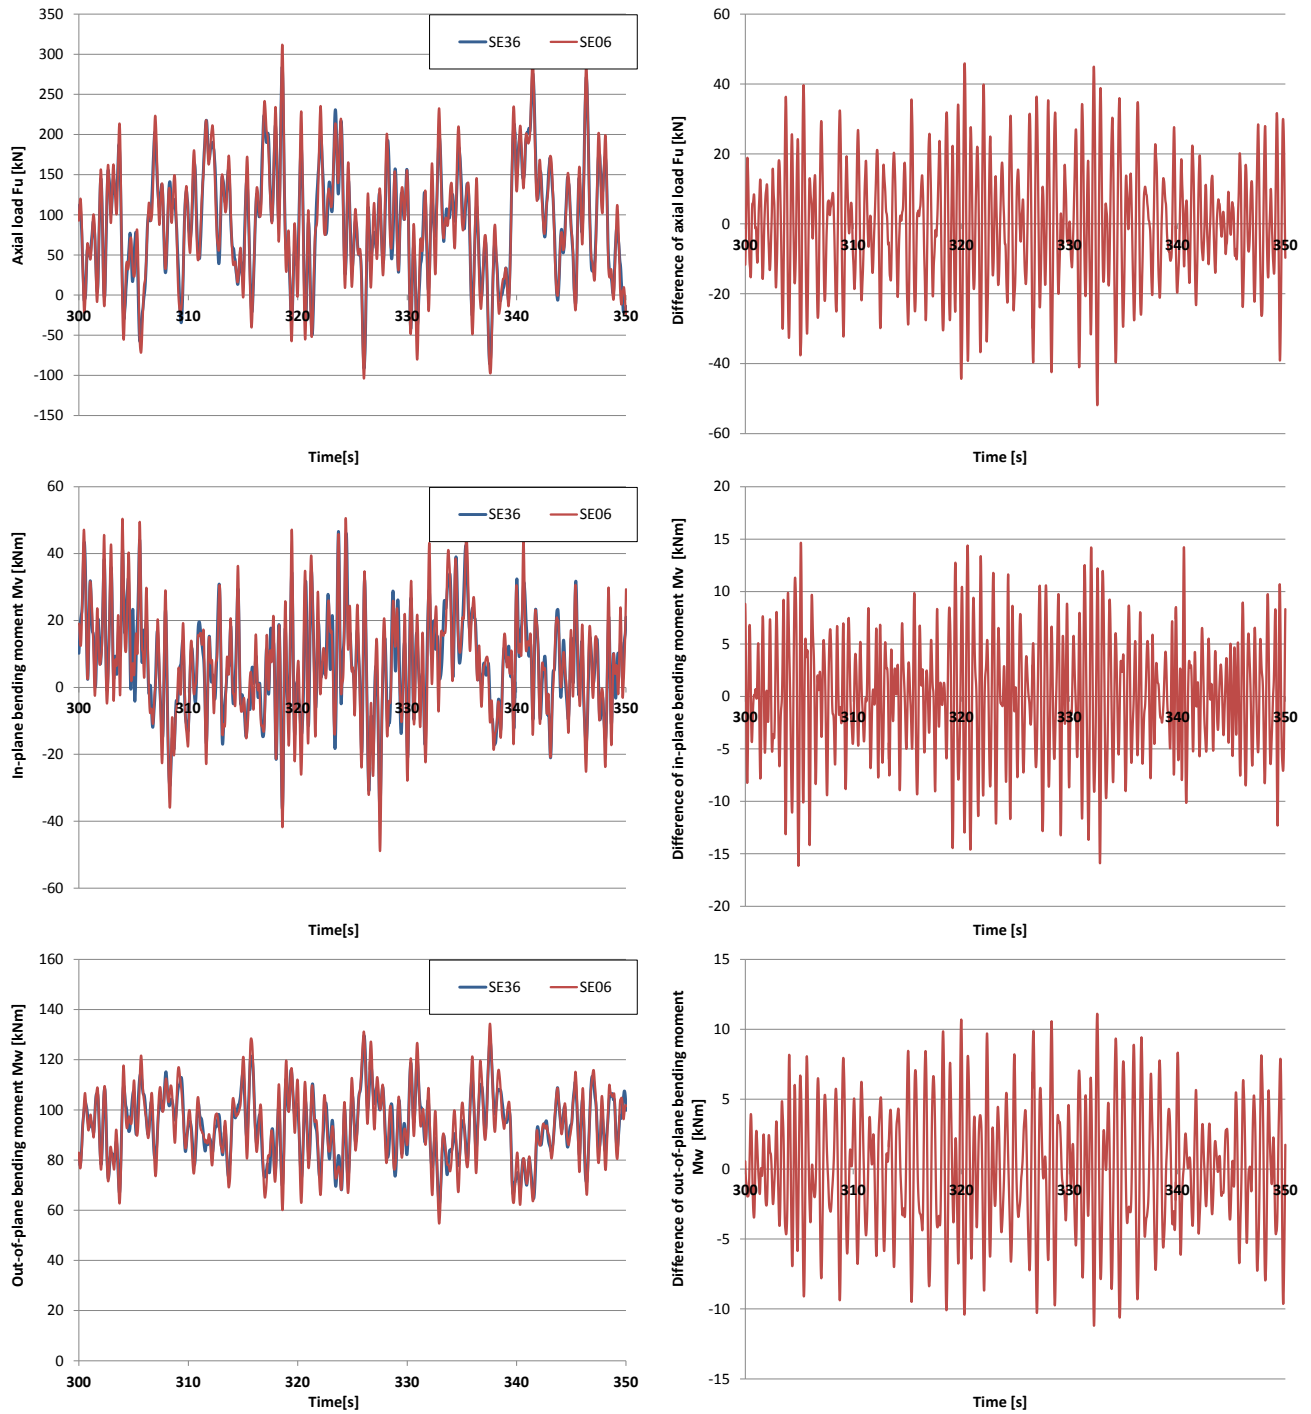 Axial load Fu [kN]
350
300
250
200
150
100
50
0
-50
-100
-150
SE36 SE06
300 310 320 330 340 350
Time[s]
Difference of axial load Fu [kN]
60
40
20
0
-20
-40
-60
300 310 320 330 340 350
Time [s]
In-plane bending moment Mv [kNm]
60
40
20
0
-20
-40
-60
SE36 SE06
300 310 320 330 340 350
Time[s]
Difference of in-plane bending moment Mv [kNm]
20
15
10
5
0
-5
-10
-15
-20
300 310 320 330 340 350
Time [s]
Out-of-plane bending moment Mw [kNm]
160
140
120
100
80
60
40
20
0
SE36 SE06
300 310 320 330 340 350
Time[s]
Difference of out-of-plane bending moment
Mw [kNm]
15
10
5
0
-5
-10
-15
300 310 320 330 340 350
Time [s]